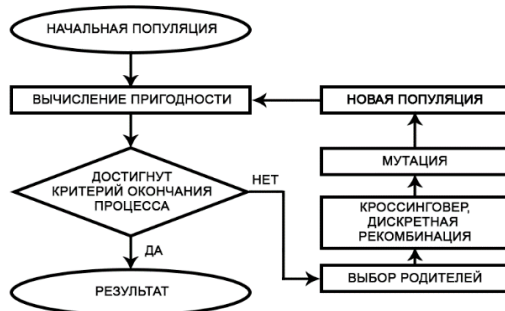 НАЧАЛЬНАЯ ПОПУЛЯЦИЯ
ВЫЧИСЛЕНИЕ ПРИГОДНОСТИ
НОВАЯ ПОПУЛЯЦИЯ
ДОСТИГНУТ
КРИТЕРИЙ ОКОНЧАНИЯ
ПРОЦЕССА
НЕТ
МУТАЦИЯ
КРОССИНГОВЕР,
ДИСКРЕТНАЯ
РЕКОМБИНАЦИЯ
ДА
ВЫБОР РОДИТЕЛЕЙ
РЕЗУЛЬТАТ